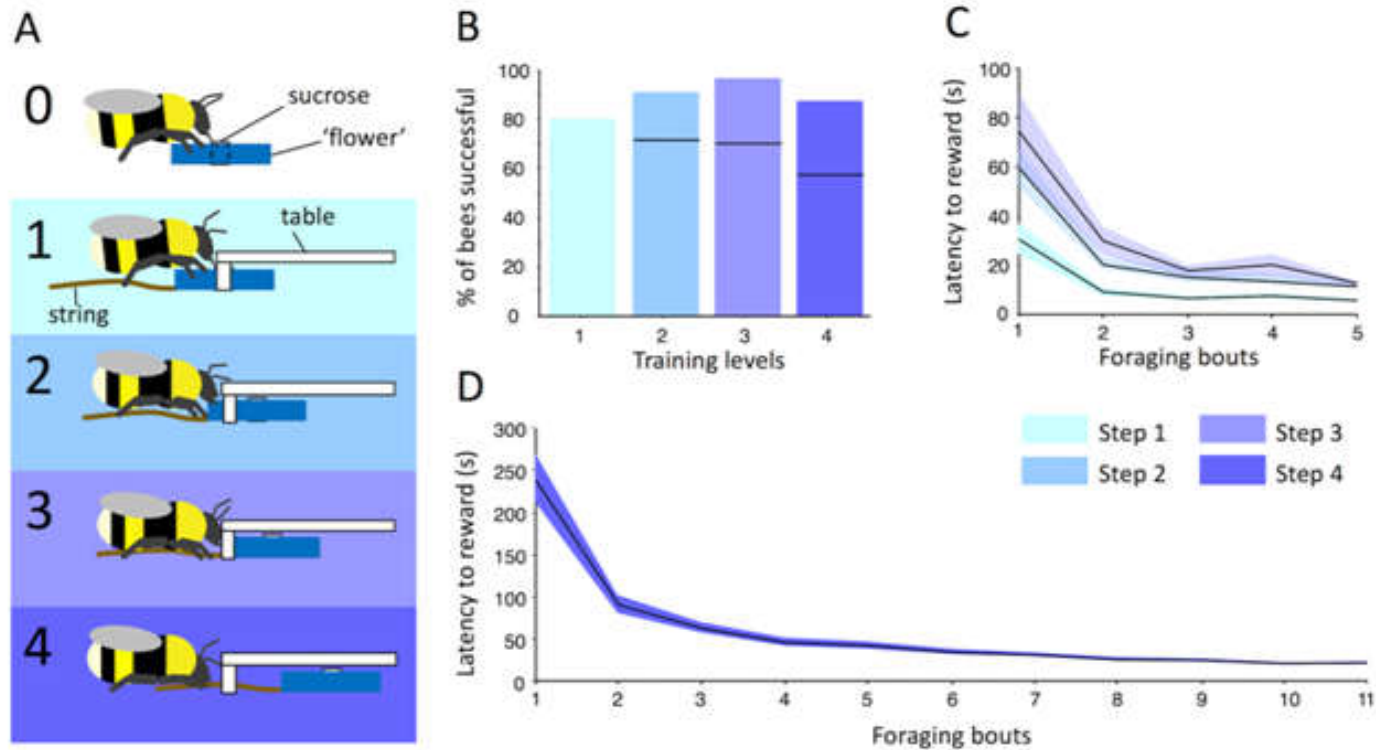 A
0
sucrose
'flower'
1
table
string
2
3
4
B
% of bees successful
100
80
60
40
20
0
1 2 3 4
Training levels
C
Latency to reward (s)
100
80
60
40
20
0
1 2 3 4 5
Foraging bouts
D
Latency to reward (s)
300
250
200
150
100
50
0
1 2 3 4 5 6 7 8 9 10 11
Foraging bouts
Step 1 Step 3
Step 2 Step 4